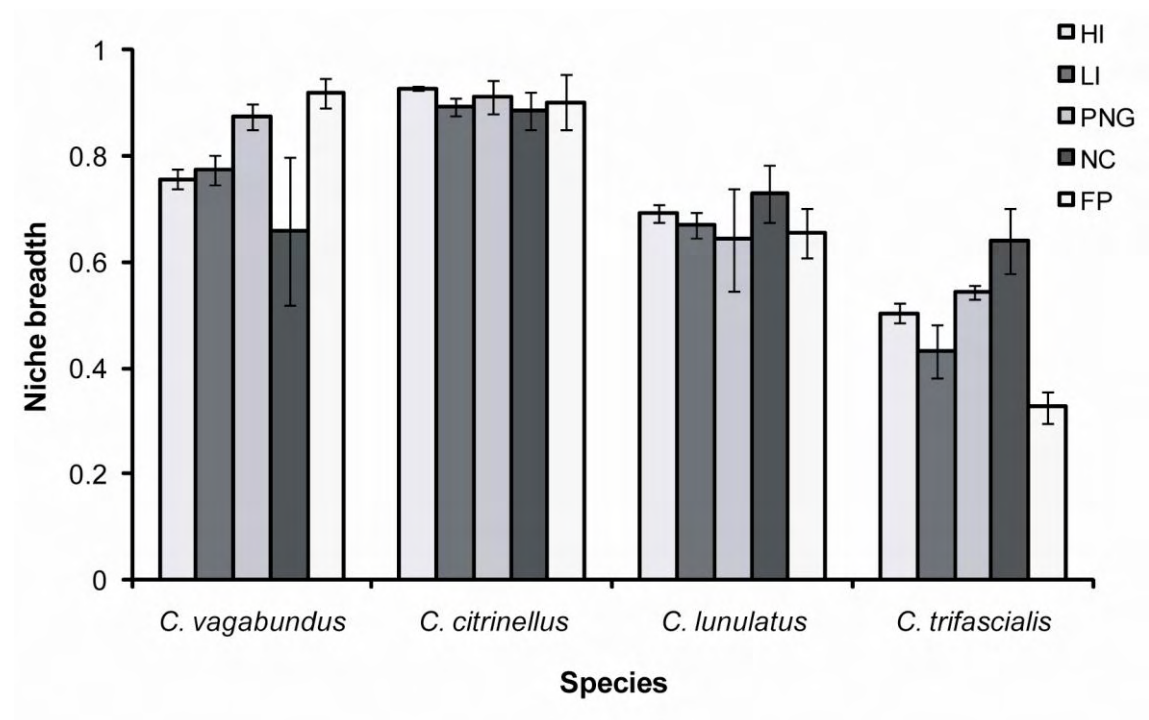 HI
LI
PNG
NC
FP
1
0.8
0.6
0.4
0.2
0
Niche breadth
C. vagabundus C. citrinellus C. lunulatus C. trifascialis
Species